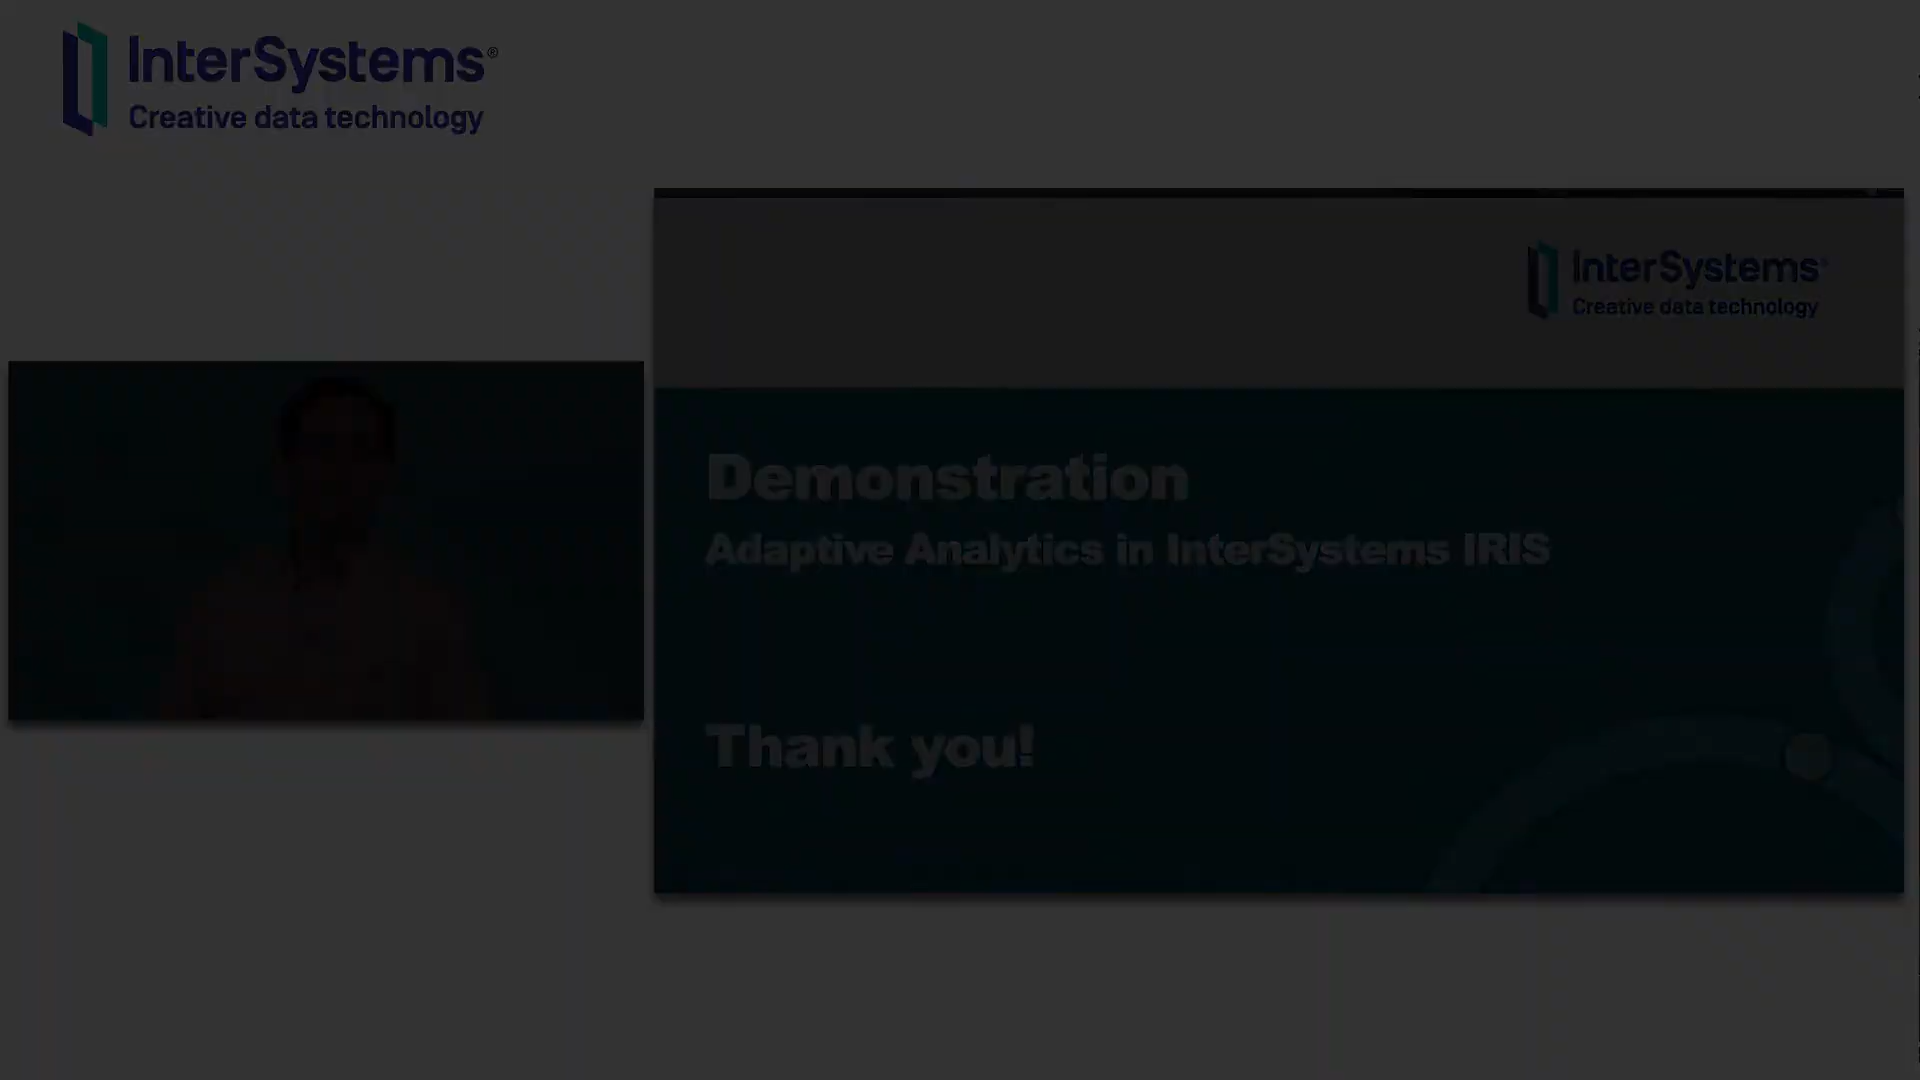 InterSystems®
Creative data technology
InterSystems®
Creative data technology
Demonstration
Adaptive Analytics in InterSystems IRIS
Thank you!